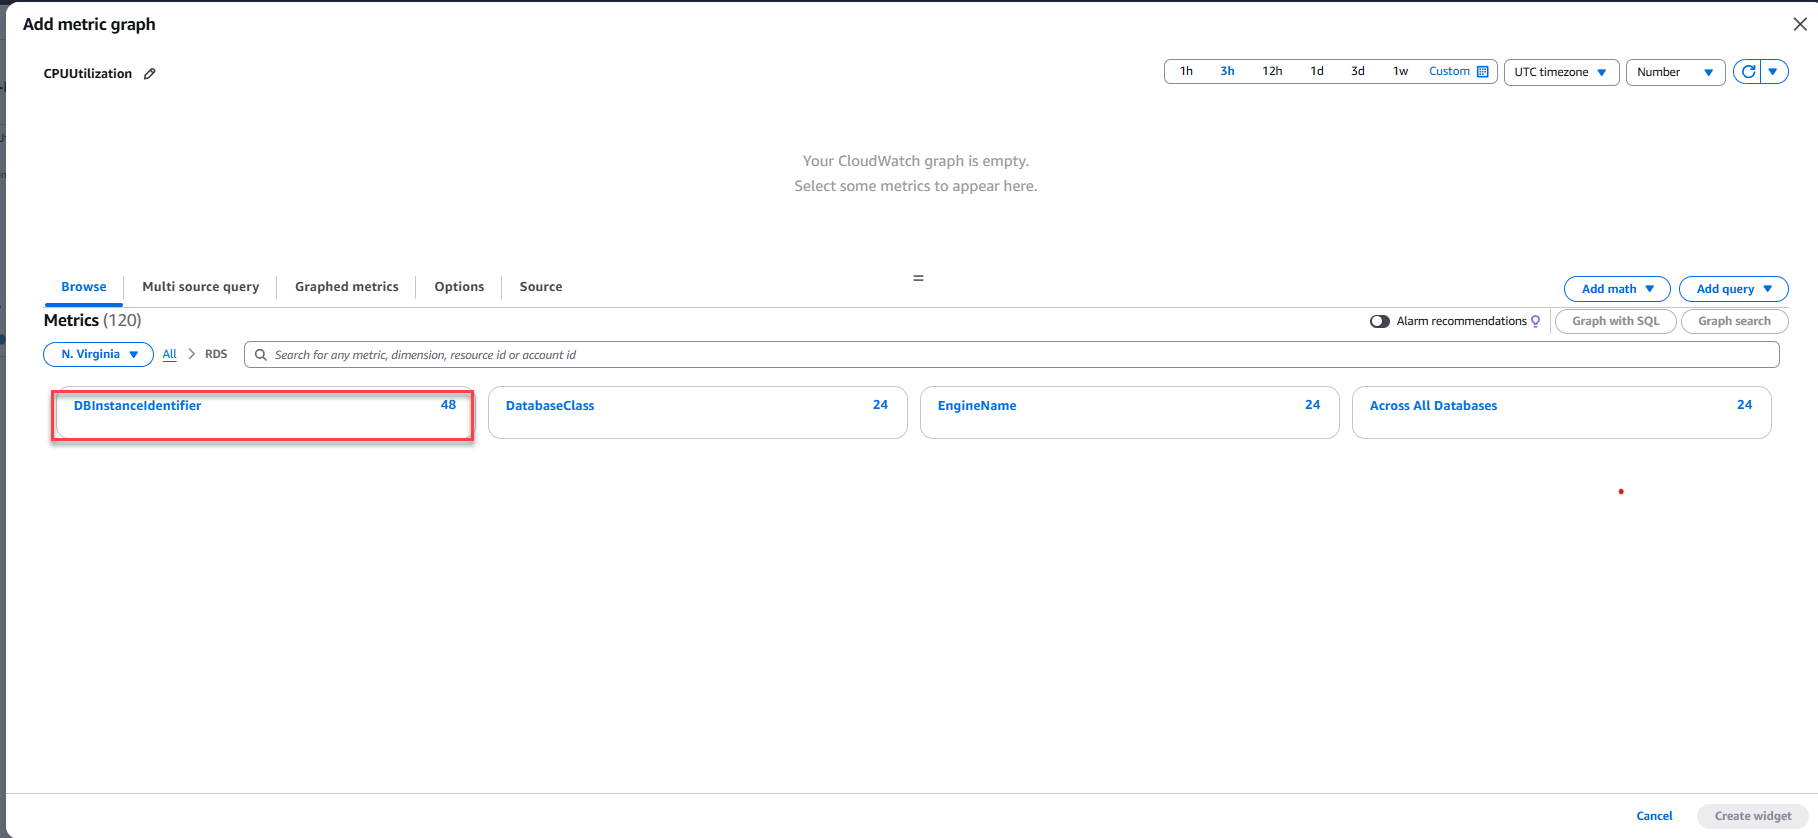 Add metric graph
CPUUtilization
1h 3h 12h 1d 3d 1w Custom
UTC timezone
Number
Your CloudWatch graph is empty.
Select some metrics to appear here.
Browse
Multi source query
Graphed metrics
Options
Source
Add math
Add query
Metrics (120)
Alarm recommendations
Graph with SQL
Graph search
N. Virginia
All > RDS
Search for any metric, dimension, resource id or account id
DBInstanceIdentifier 48
DatabaseClass 24
EngineName 24
Across All Databases 24
Cancel
Create widget